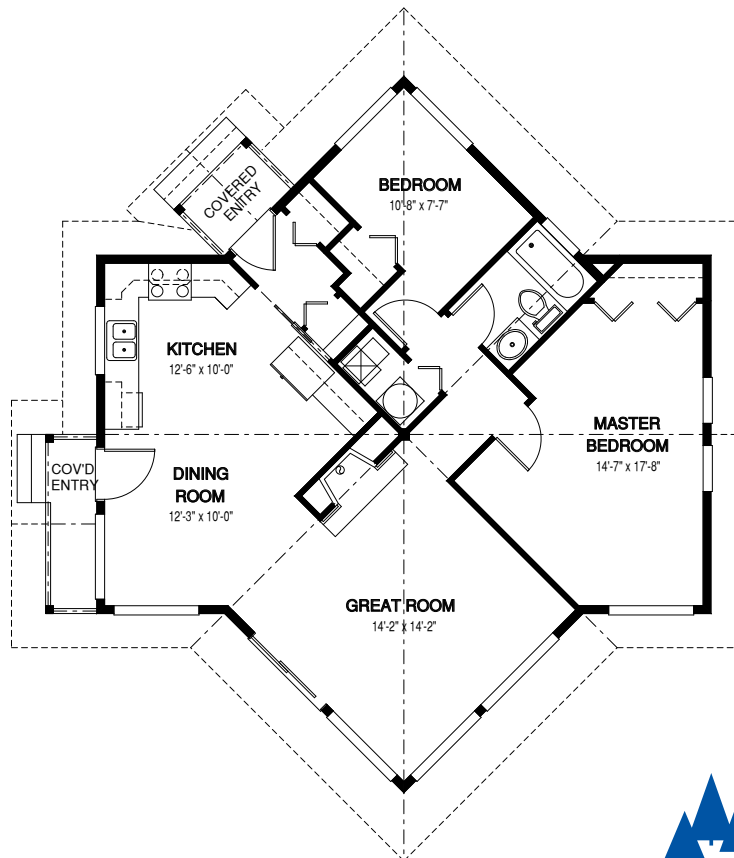 COVERED
ENTRY
BEDROOM
10'-8" x 7'-7"
KITCHEN
12'-6" x 10'-0"
MASTER
BEDROOM
14'-7" x 17'-8"
COV'D
ENTRY
DINING
ROOM
12'-3" x 10'-0"
GREAT ROOM
14'-2" x 14'-2"